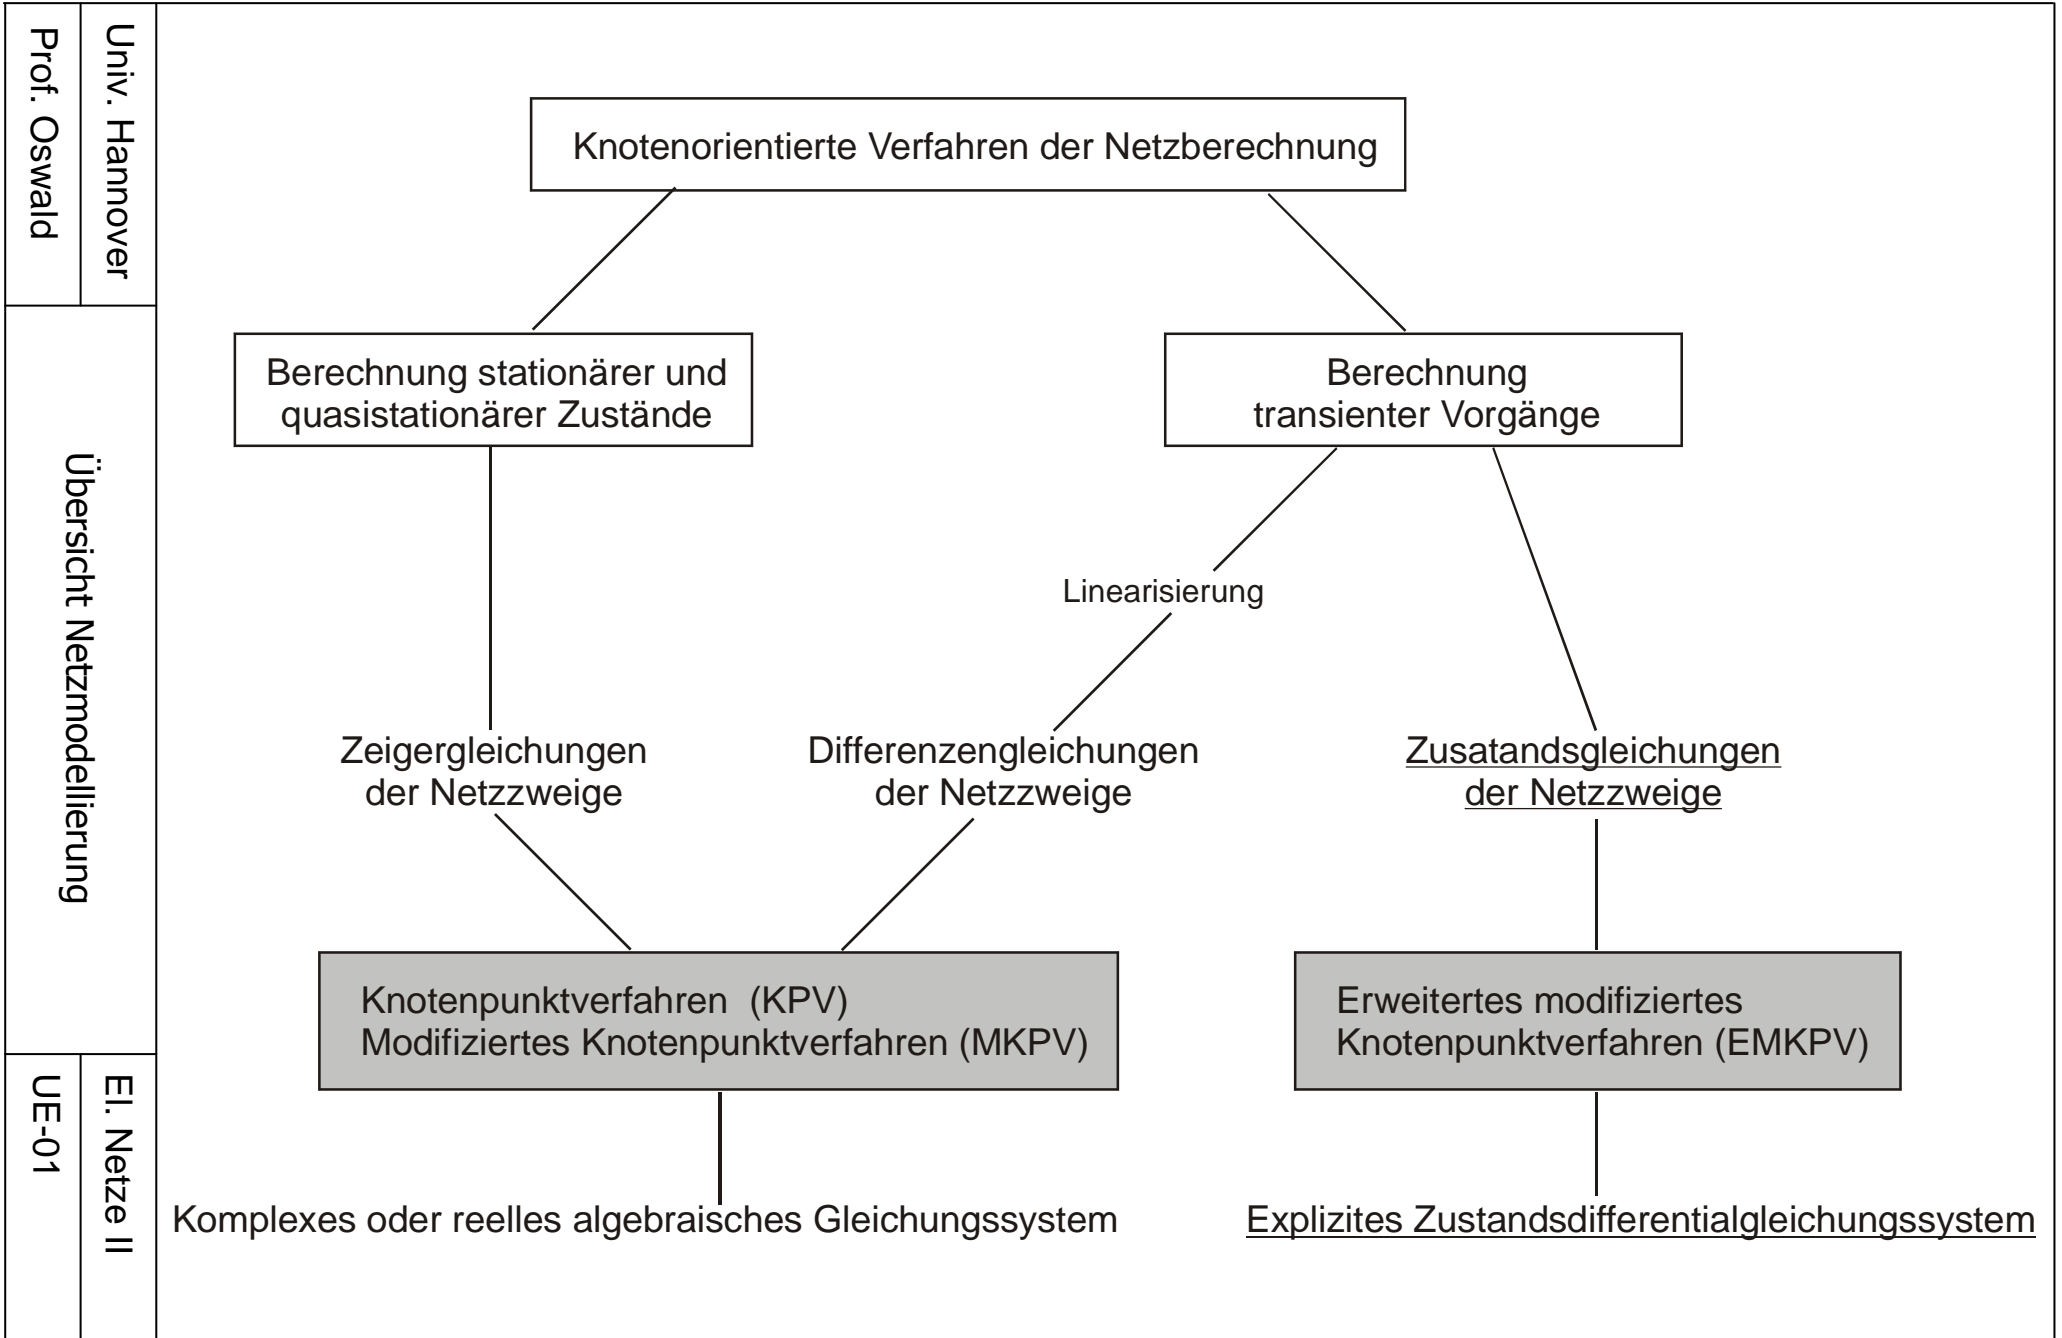 Univ. Hannover
Prof. Oswald
Übersicht Netzmodellierung
El. Netze II
UE-01
Knotenorientierte Verfahren der Netzberechnung
Berechnung stationärer und
quasistationärer Zustände
Berechnung
transienter Vorgänge
Linearisierung
Zeigergleichungen
der Netzzweige
Differenzengleichungen
der Netzzweige
Zusatandsgleichungen
der Netzzweige
Knotenpunktverfahren (KPV)
Modifiziertes Knotenpunktverfahren (MKPV)
Erweitertes modifiziertes
Knotenpunktverfahren (EMKPV)
Komplexes oder reelles algebraisches Gleichungssystem
Explizites Zustandsdifferentialgleichungssystem